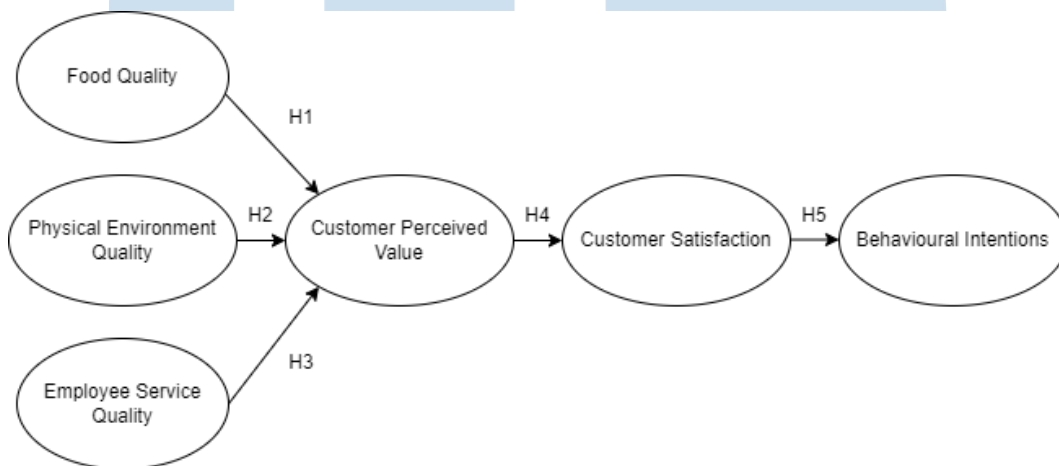 Food Quality
H1
Physical Environment
Quality
H2
Customer Perceived
Value
H4
Customer Satisfaction
H5
Behavioural Intentions
H3
Employee Service
Quality